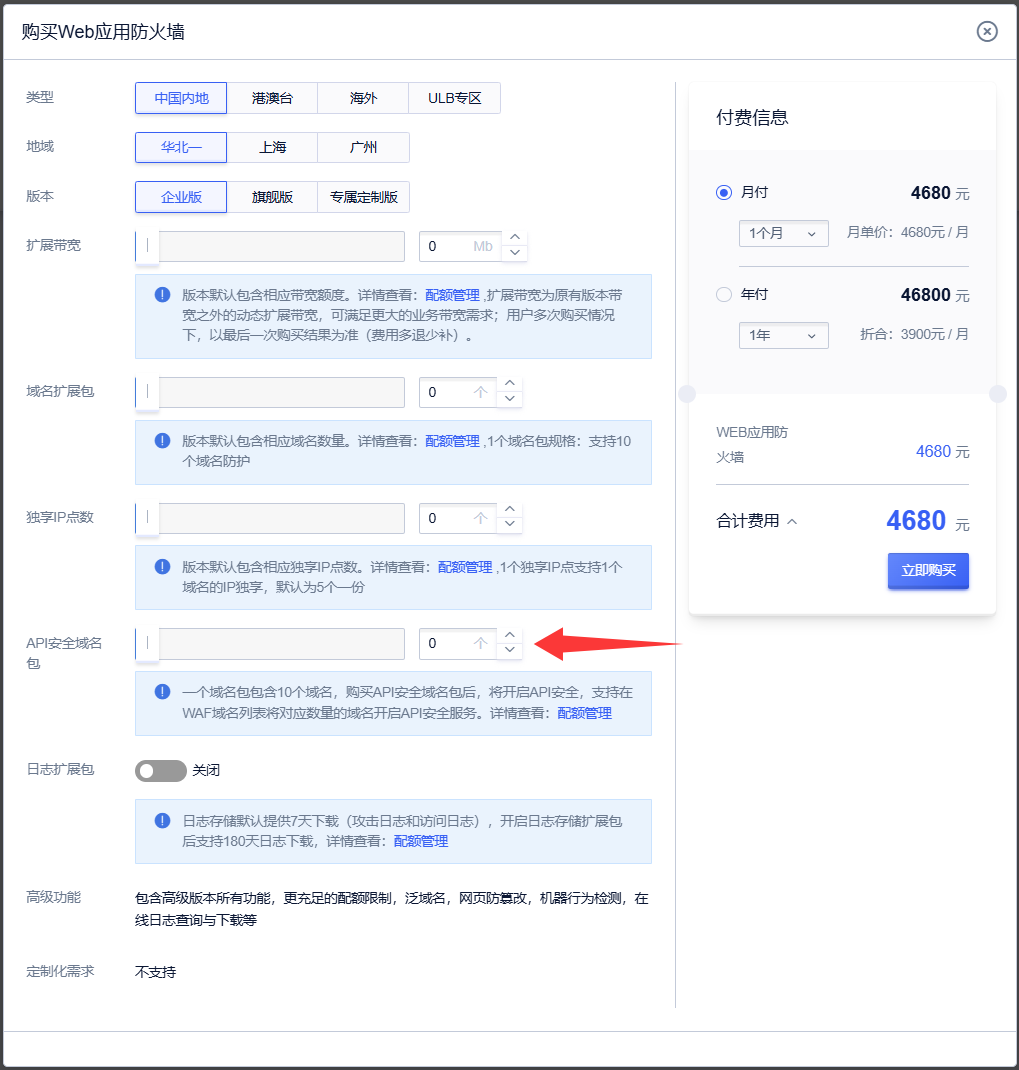 购买Web应用防火墙
类型
中国内地 港澳台 海外 ULB专区
地域
华北一 上海 广州
版本
企业版 旗舰版 专属定制版
扩展带宽
0 Mb
版本默认包含相应带宽额度。详情查看：配额管理 ,扩展带宽为原有版本带
宽之外的动态扩展带宽，可满足更大的业务带宽需求；用户多次购买情况
下，以最后一次购买结果为准（费用多退少补）。
域名扩展包
0 个
版本默认包含相应域名数量。详情查看：配额管理 ,1个域名包规格：支持10
个域名防护
独享IP点数
0 个
版本默认包含相应独享IP点数。详情查看：配额管理 ,1个独享IP点支持1个
域名的IP独享，默认为5个一份
API安全域名
包
0 个
一个域名包包含10个域名，购买API安全域名包后，将开启API安全，支持在
WAF域名列表将对应数量的域名开启API安全服务。详情查看：配额管理
日志扩展包
关闭
日志存储默认提供7天下载（攻击日志和访问日志），开启日志存储扩展包
后支持180天日志下载，详情查看：配额管理
高级功能
包含高级版本所有功能，更充足的配额限制，泛域名，网页防篡改，机器行为检测，在
线日志查询与下载等
定制化需求
不支持
付费信息
月付 4680 元
1个月 月单价：4680元 / 月
年付 46800 元
1年 折合：3900元 / 月
WEB应用防
火墙
4680 元
合计费用 4680 元
立即购买